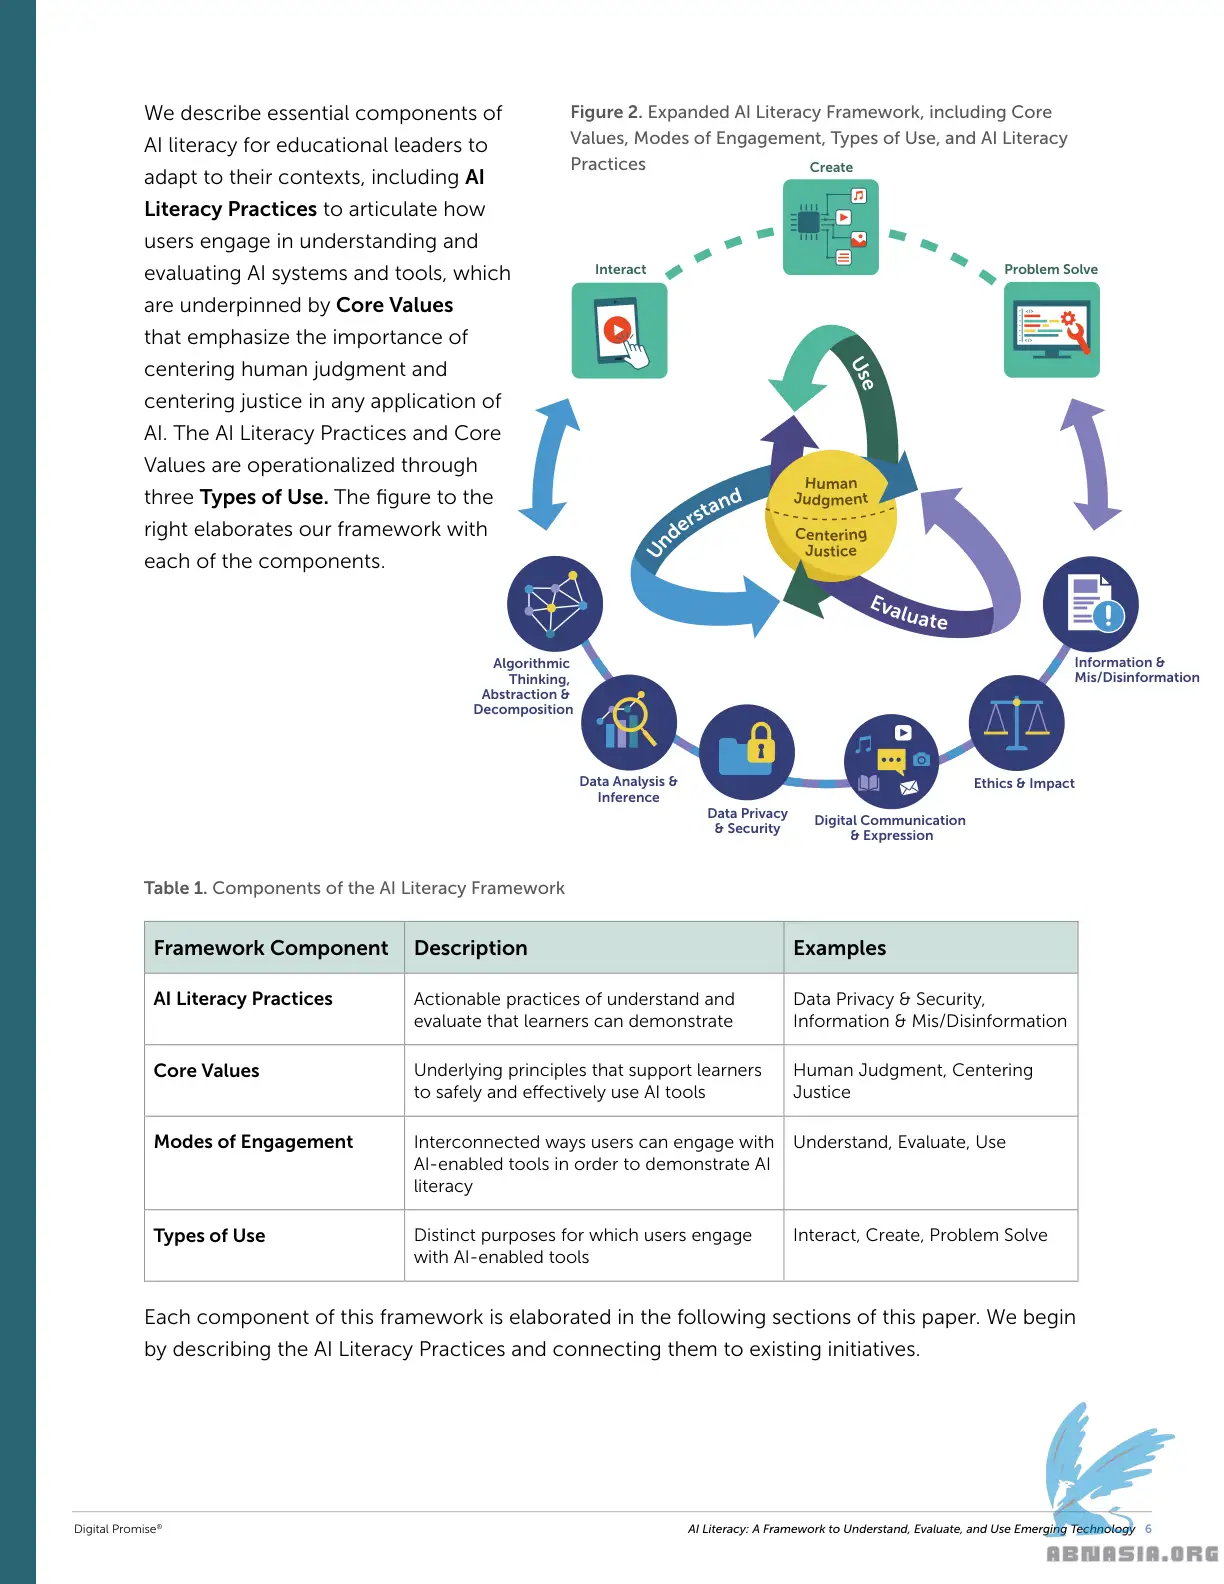 We describe essential components of
AI literacy for educational leaders to
adapt to their contexts, including AI
Literacy Practices to articulate how
users engage in understanding and
evaluating AI systems and tools, which
are underpinned by Core Values
that emphasize the importance of
centering human judgment and
centering justice in any application of
AI. The AI Literacy Practices and Core
Values are operationalized through
three Types of Use. The figure to the
right elaborates our framework with
each of the components.
Figure 2. Expanded AI Literacy Framework, including Core
Values, Modes of Engagement, Types of Use, and AI Literacy
Practices
Create
Interact
Problem Solve
Use
Understand
Evaluate
Human
Judgment
Centering
Justice
Algorithmic
Thinking,
Abstraction &
Decomposition
Data Analysis &
Inference
Data Privacy
& Security
Digital Communication
& Expression
Ethics & Impact
Information &
Mis/Disinformation
Table 1. Components of the AI Literacy Framework
Framework Component
Description
Examples
AI Literacy Practices
Actionable practices of understand and
evaluate that learners can demonstrate
Data Privacy & Security,
Information & Mis/Disinformation
Core Values
Underlying principles that support learners
to safely and effectively use AI tools
Human Judgment, Centering
Justice
Modes of Engagement
Interconnected ways users can engage with
AI-enabled tools in order to demonstrate AI
literacy
Understand, Evaluate, Use
Types of Use
Distinct purposes for which users engage
with AI-enabled tools
Interact, Create, Problem Solve
Each component of this framework is elaborated in the following sections of this paper. We begin
by describing the AI Literacy Practices and connecting them to existing initiatives.
Digital Promise®
AI Literacy: A Framework to Understand, Evaluate, and Use Emerging Technology 6
ABNASIA.ORG